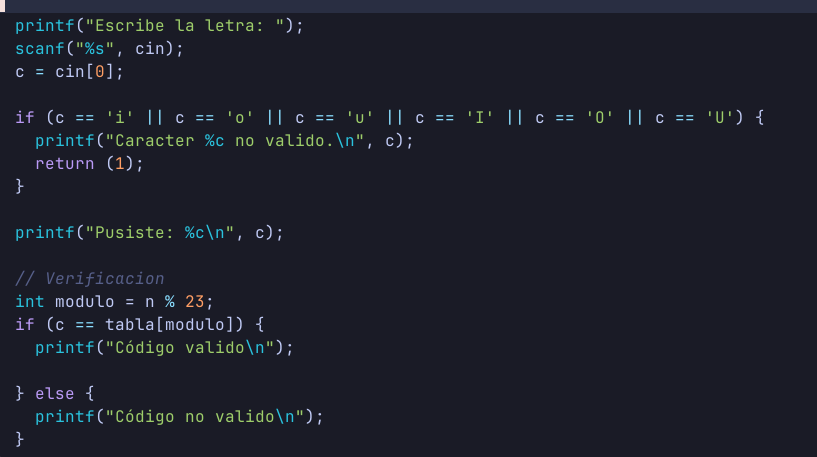 printf("Escribe la letra: ");
scanf("%s", cin);
c = cin[0];
if (c == 'i' || c == 'o' || c == 'u' || c == 'I' || c == 'O' || c == 'U') {
printf("Caracter %c no valido.\n", c);
return (1);
}
printf("Pusiste: %c\n", c);
// Verificacion
int modulo = n % 23;
if (c == tabla[modulo]) {
printf("Código valido\n");
} else {
printf("Código no valido\n");
}